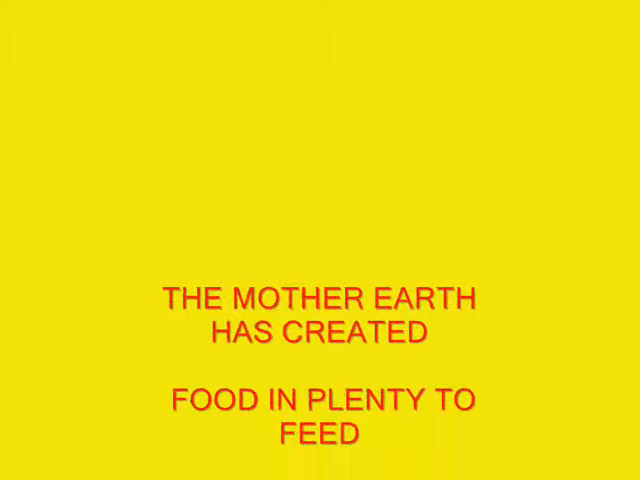 THE MOTHER EARTH
HAS CREATED
FOOD IN PLENTY TO
FEED